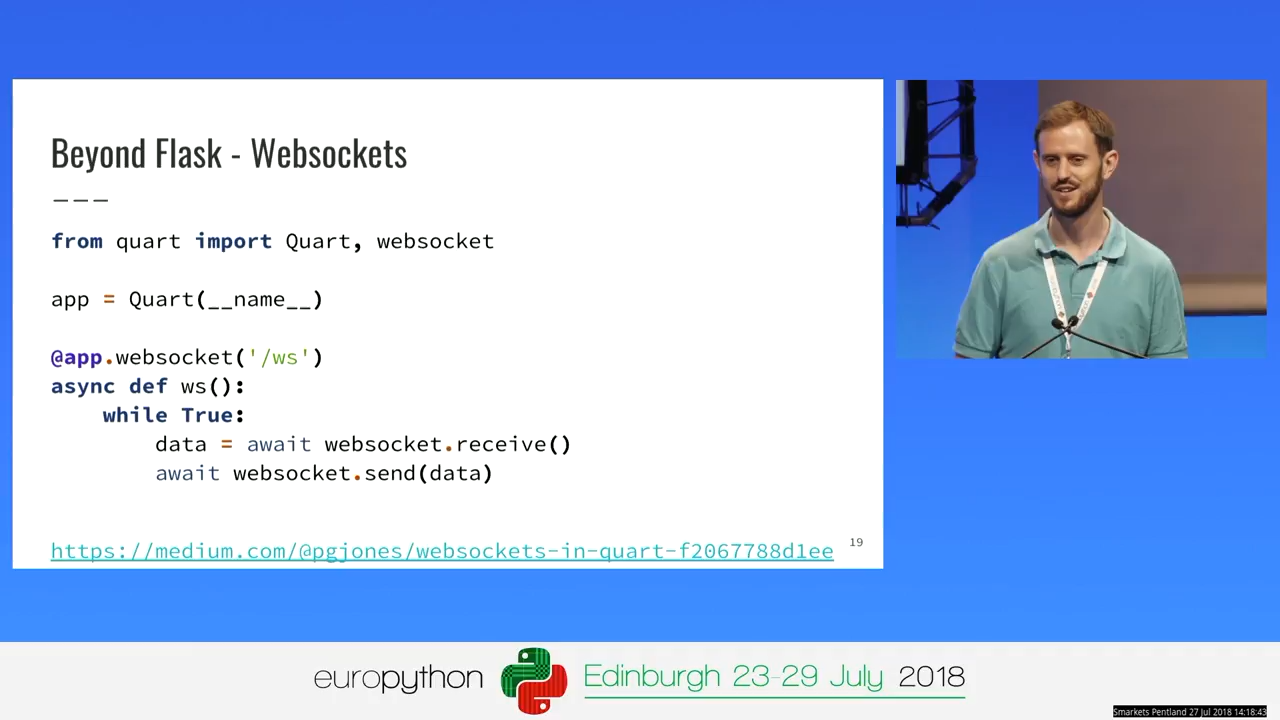 Beyond Flask - Websockets
---
from quart import Quart, websocket
app = Quart(__name__)
@app.websocket('/ws')
async def ws():
    while True:
        data = await websocket.receive()
        await websocket.send(data)
https://medium.com/@pgjones/websockets-in-quart-f2067788d1ee
19
europython Edinburgh 23-29 July 2018
Smarkets Pentland 27 Jul 2018 14:18:43